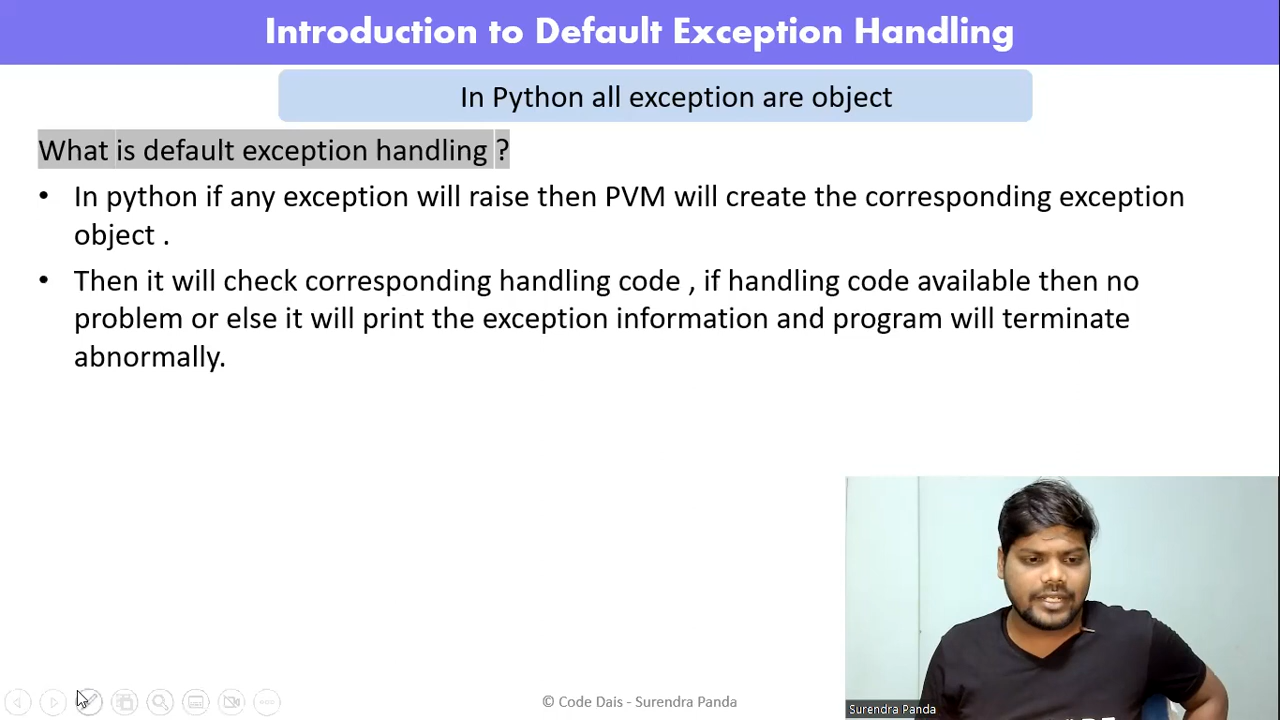 Introduction to Default Exception Handling
In Python all exception are object
What is default exception handling ?
• In python if any exception will raise then PVM will create the corresponding exception
object .
• Then it will check corresponding handling code , if handling code available then no
problem or else it will print the exception information and program will terminate
abnormally.
© Code Dais - Surendra Panda
Surendra Panda